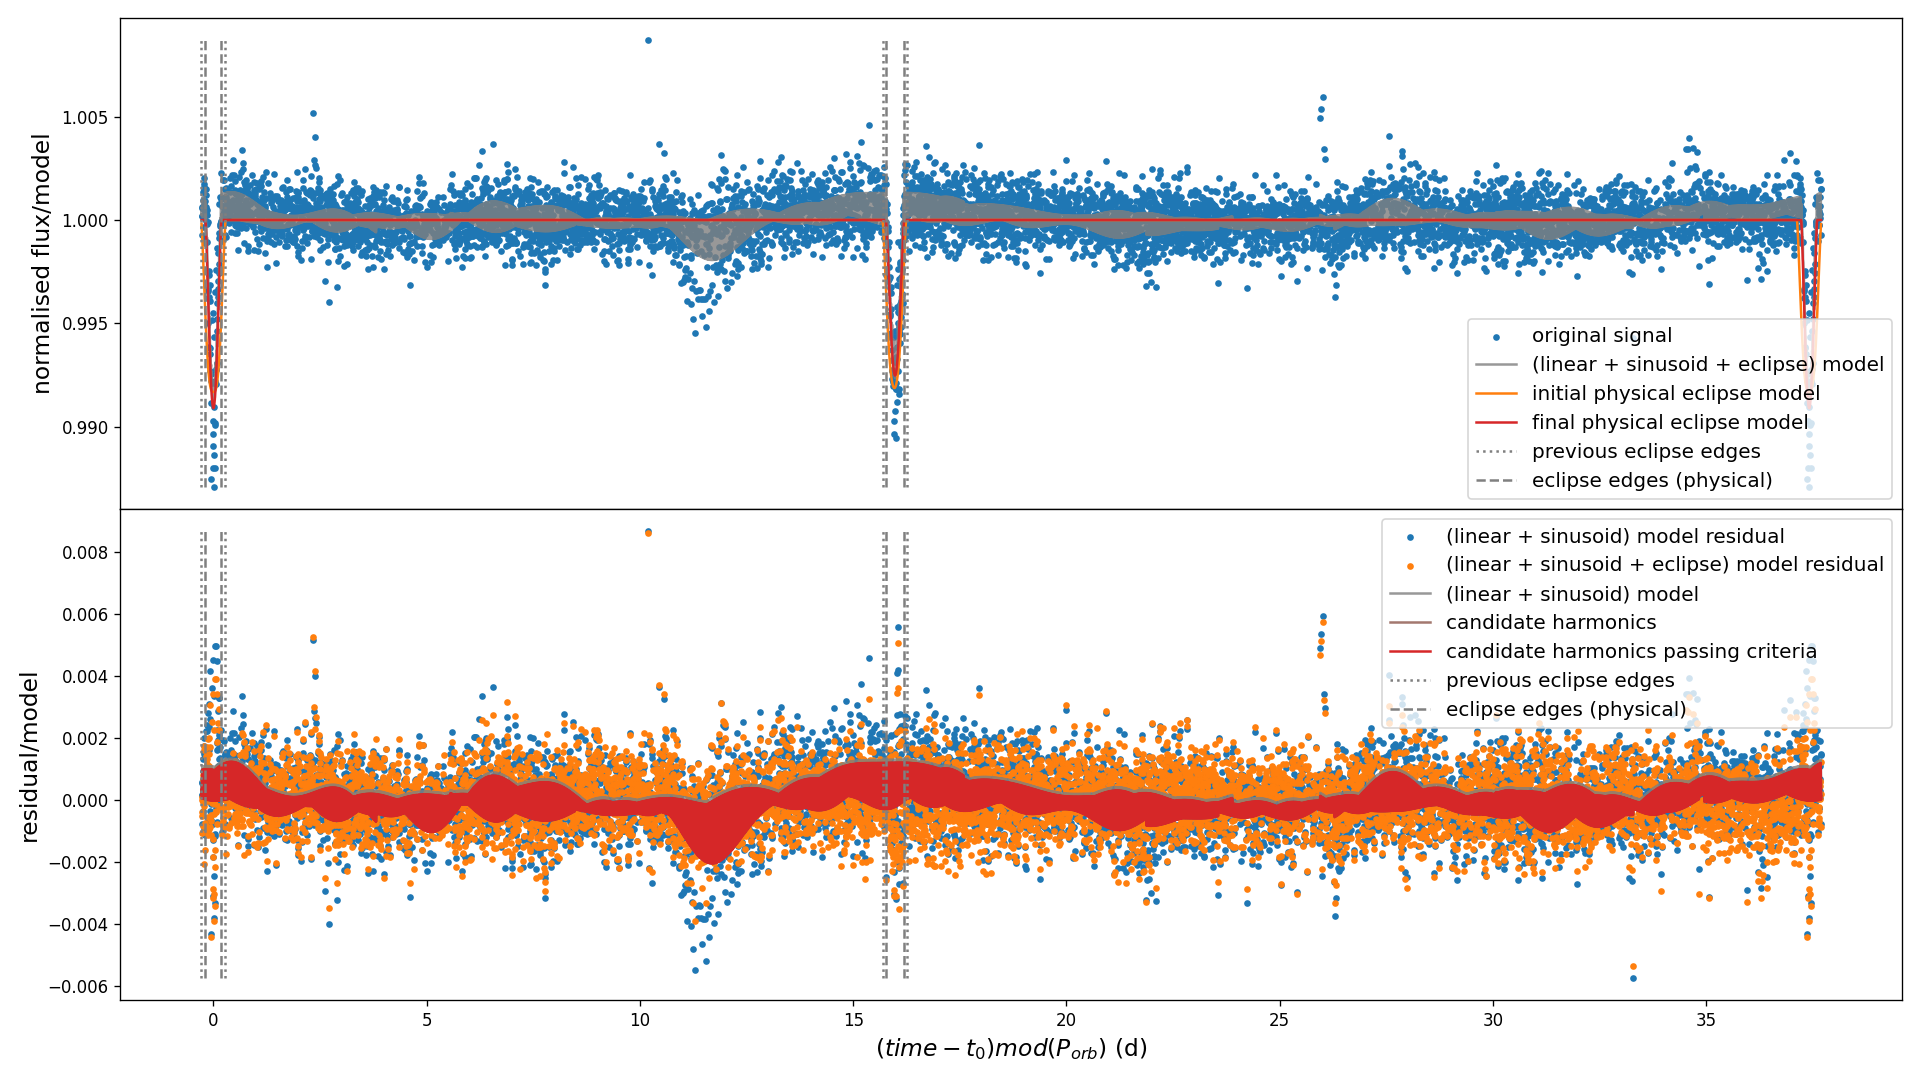 normalised flux/model
1.005
1.000
0.995
0.990
original signal
(linear + sinusoid + eclipse) model
initial physical eclipse model
final physical eclipse model
previous eclipse edges
eclipse edges (physical)
residual/model
0.008
0.006
0.004
0.002
0.000
−0.002
−0.004
−0.006
(linear + sinusoid) model residual
(linear + sinusoid + eclipse) model residual
(linear + sinusoid) model
candidate harmonics
candidate harmonics passing criteria
previous eclipse edges
eclipse edges (physical)
0 5 10 15 20 25 30 35
(time − t₀)mod(P_orb) (d)